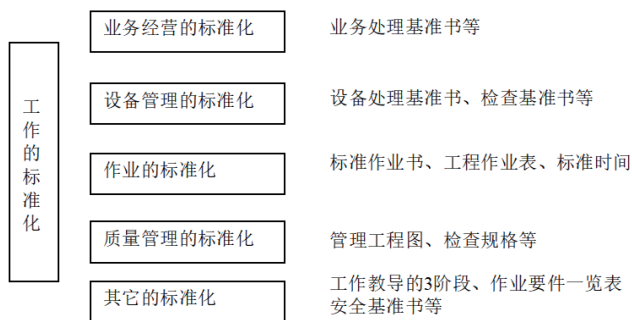 工作的标准化
业务经营的标准化
业务处理基准书等
设备管理的标准化
设备处理基准书、检查基准书等
作业的标准化
标准作业书、工程作业表、标准时间
质量管理的标准化
管理工程图、检查规格等
其它的标准化
工作教导的3阶段、作业要件一览表
安全基准书等